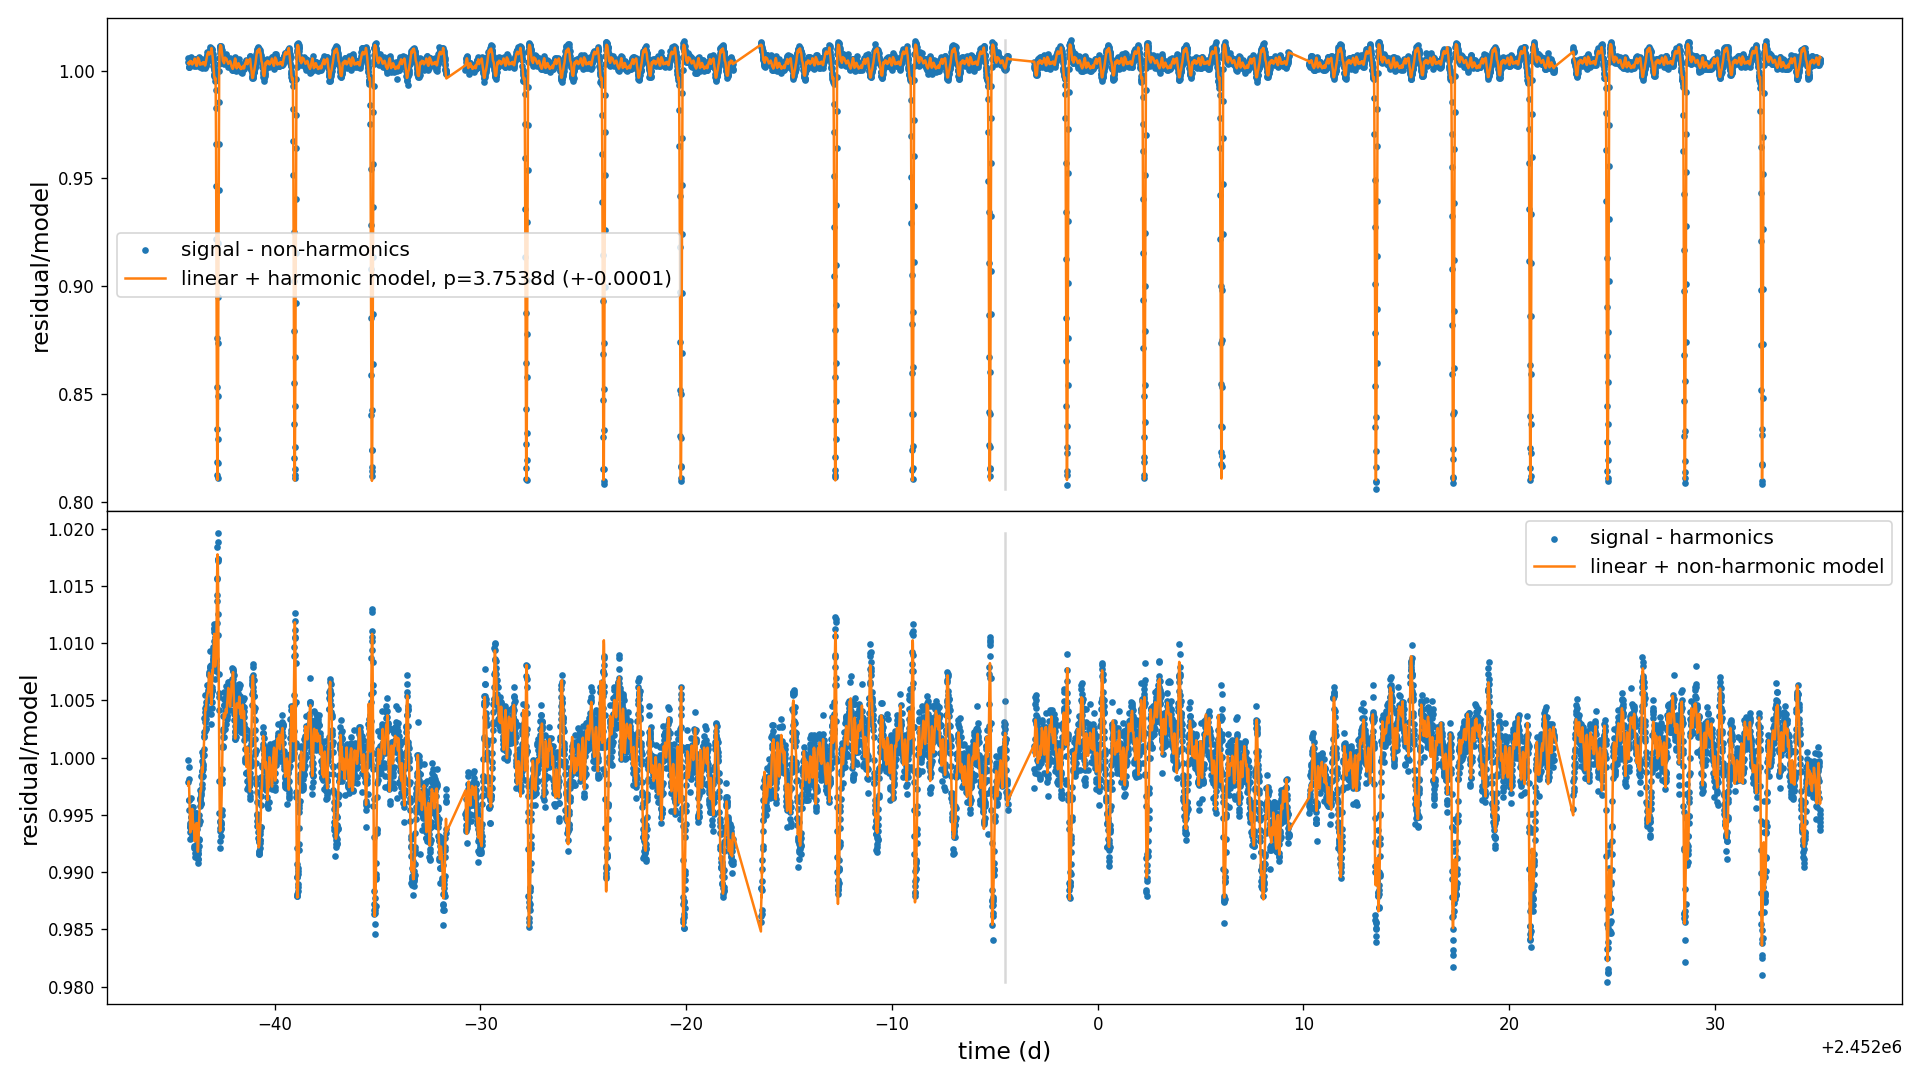 residual/model
1.00
0.95
0.90
0.85
0.80
signal - non-harmonics
linear + harmonic model, p=3.7538d (+-0.0001)
residual/model
1.020
1.015
1.010
1.005
1.000
0.995
0.990
0.985
0.980
signal - harmonics
linear + non-harmonic model
−40 −30 −20 −10 0 10 20 30
time (d)
+2.452e6